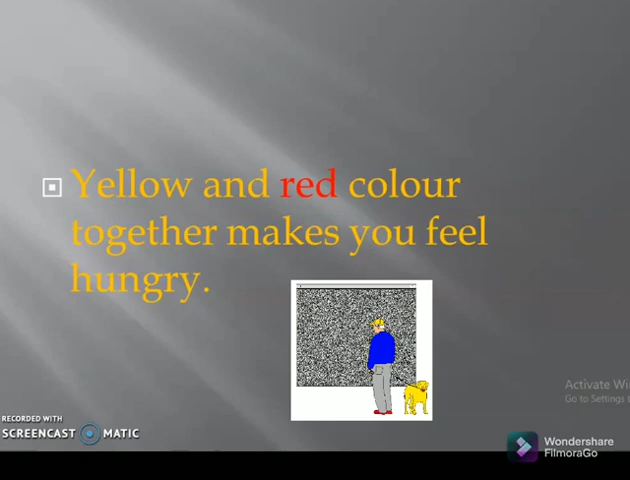 Yellow and red colour
together makes you feel
hungry.
Activate Wi
Go to Settings t
RECORDED WITH
SCREENCAST MATIC
Wondershare
FilmoraGo